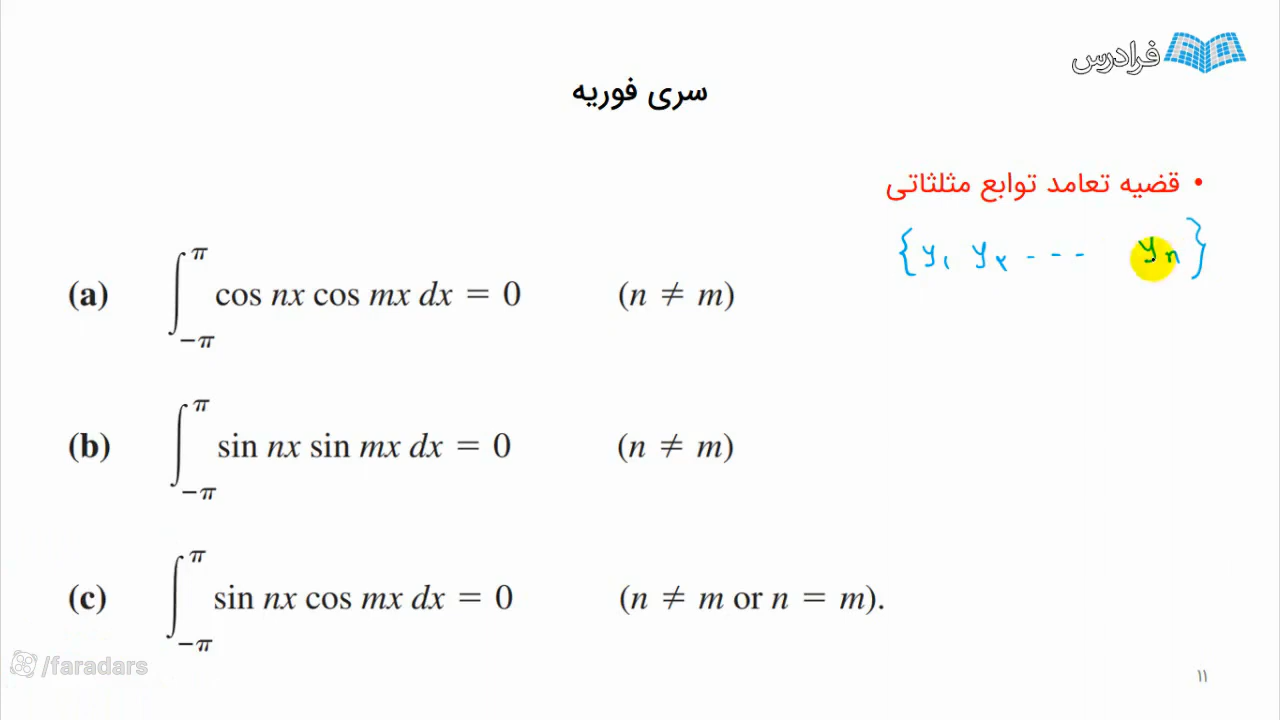 فرادرس
سری فوریه
• قضیه تعامد توابع مثلثاتی
{y₁ y₂ - - - yₙ}
(a) ∫_{-π}^{π} cos nx cos mx dx = 0 (n ≠ m)
(b) ∫_{-π}^{π} sin nx sin mx dx = 0 (n ≠ m)
(c) ∫_{-π}^{π} sin nx cos mx dx = 0 (n ≠ m or n = m).
/faradars
۱۱